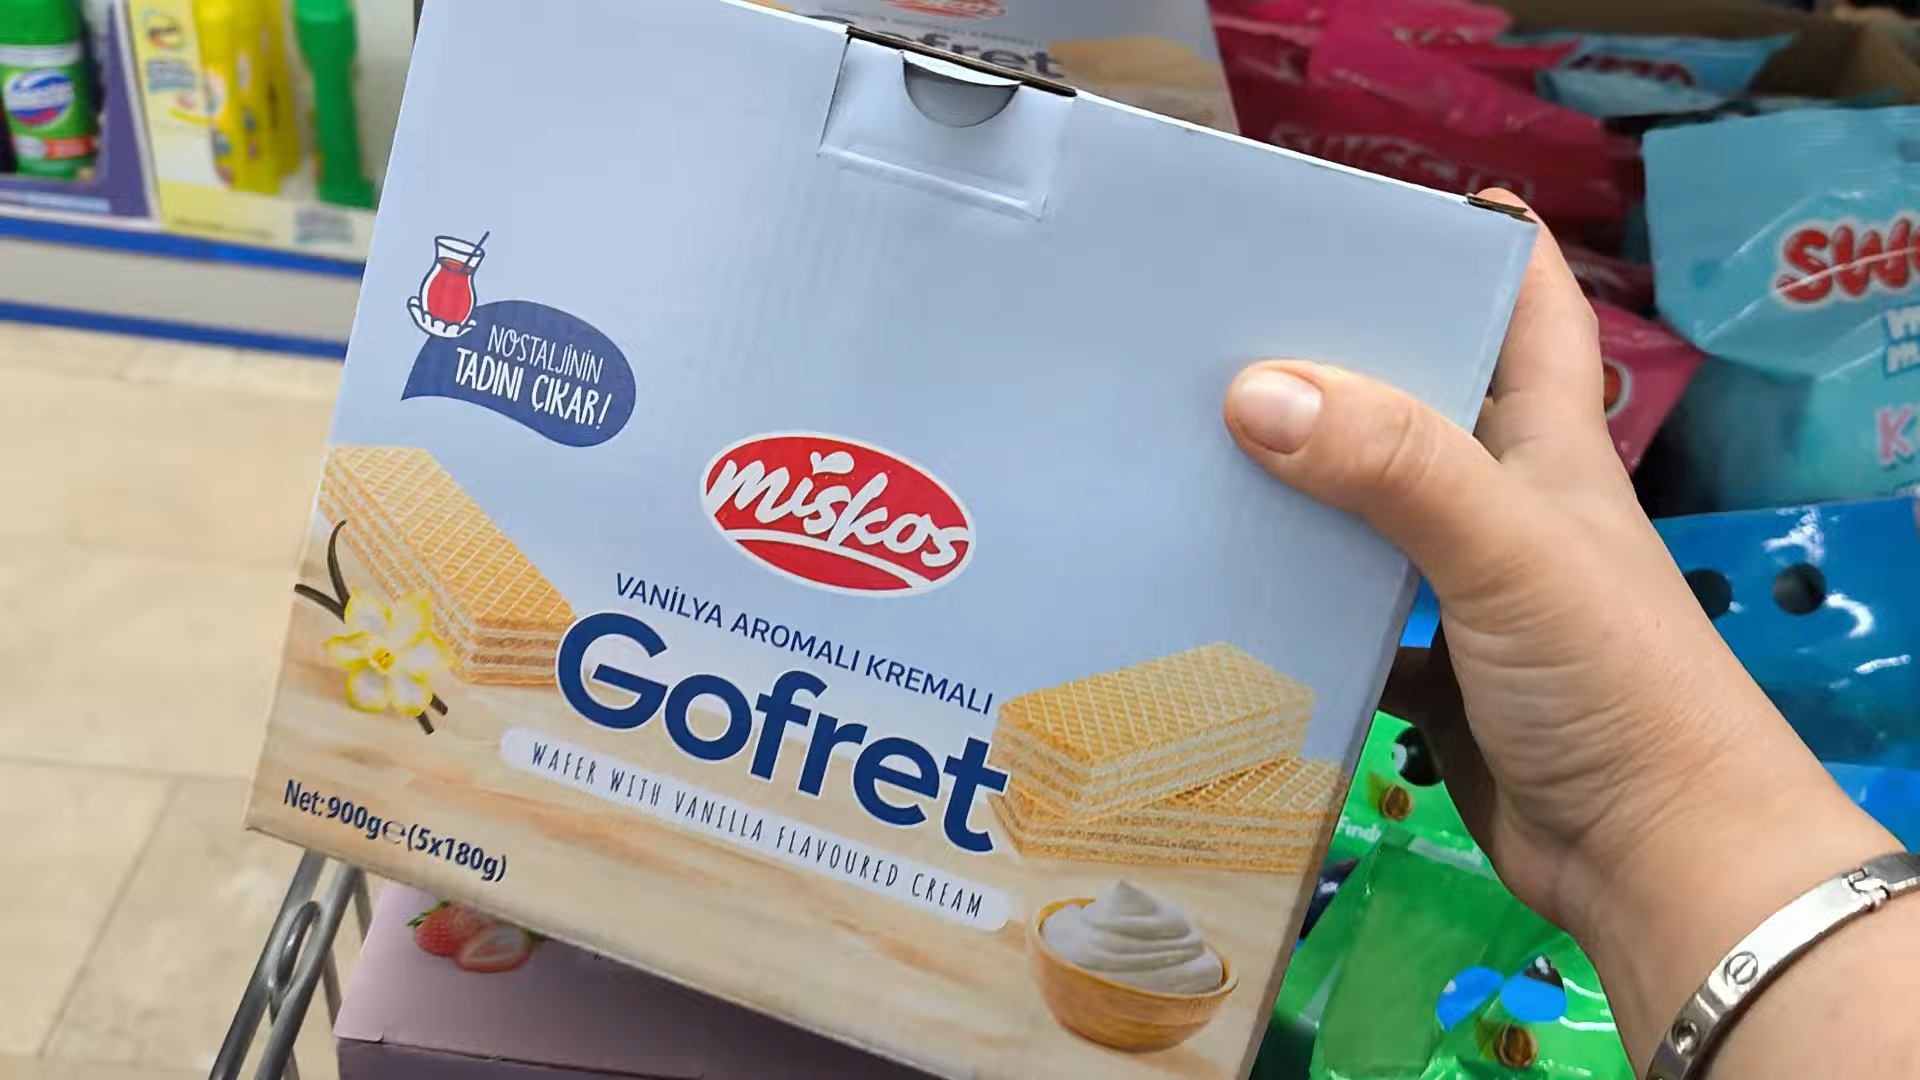 NOSTALJİNİN
TADINI ÇIKAR!
miskos
VANİLYA AROMALI KREMALI
Gofret
WAFER WITH VANILLA FLAVOURED CREAM
Net:900g℮(5x180g)